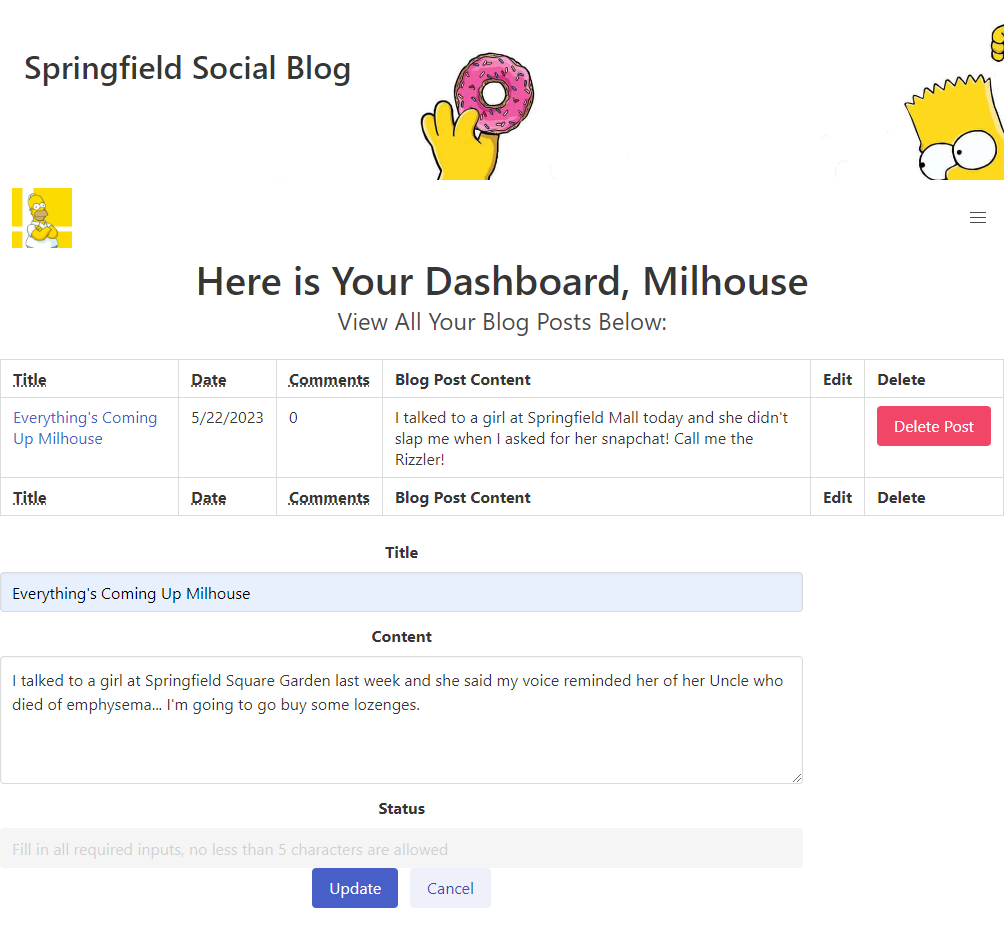 Springfield Social Blog
Here is Your Dashboard, Milhouse
View All Your Blog Posts Below:
Title Date Comments Blog Post Content Edit Delete
Everything's Coming Up Milhouse 5/22/2023 0 I talked to a girl at Springfield Mall today and she didn't slap me when I asked for her snapchat! Call me the Rizzler! Delete Post
Title Date Comments Blog Post Content Edit Delete
Title
Everything's Coming Up Milhouse
Content
I talked to a girl at Springfield Square Garden last week and she said my voice reminded her of her Uncle who
died of emphysema... I'm going to go buy some lozenges.
Status
Fill in all required inputs, no less than 5 characters are allowed
Update Cancel